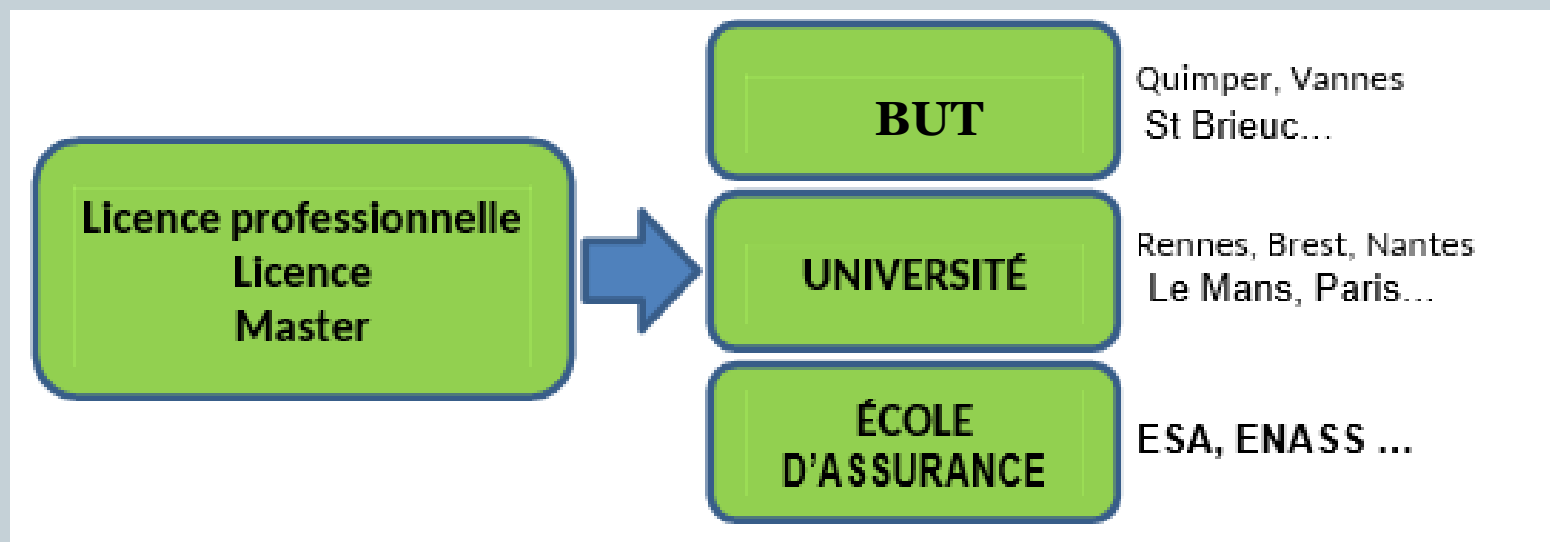 Licence professionnelle
Licence
Master
BUT
Quimper, Vannes
St Brieuc...
UNIVERSITÉ
Rennes, Brest, Nantes
Le Mans, Paris...
ÉCOLE
D’ASSURANCE
ESA, ENASS ...